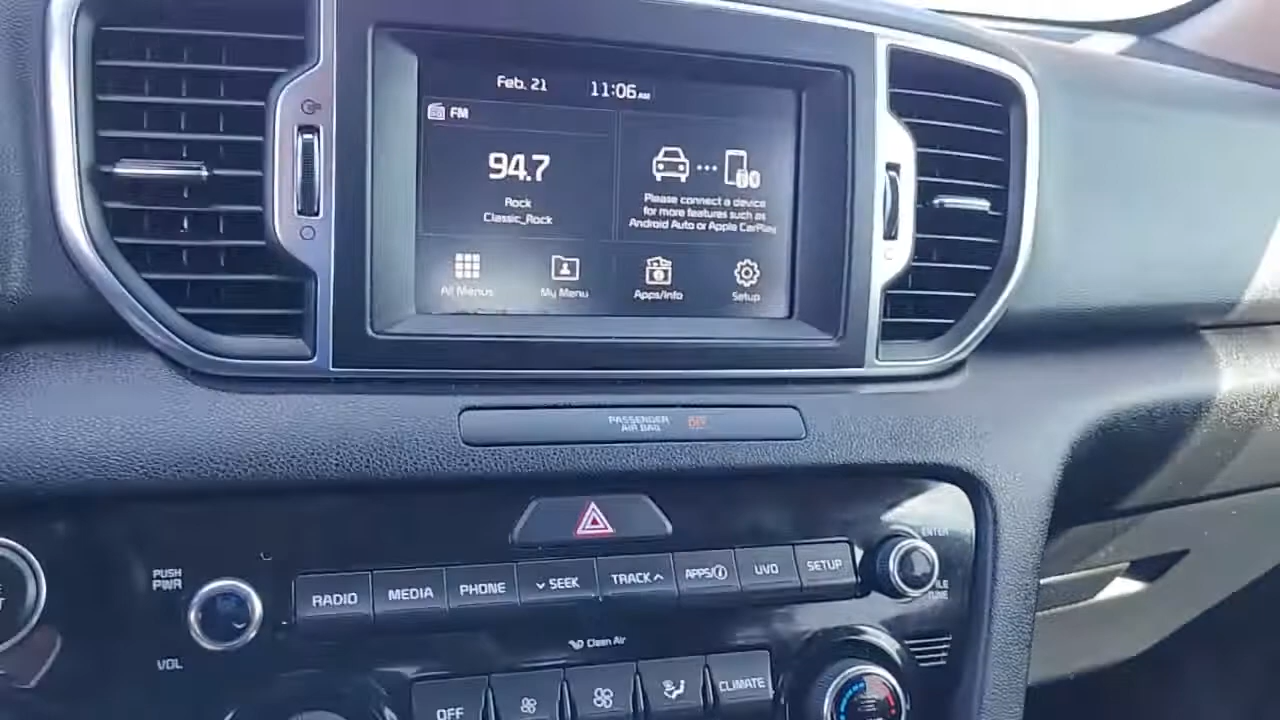 Feb. 21 11:06 AM
FM
94.7
Rock
Classic_Rock
Please connect a device
for more features such as
Android Auto or Apple CarPlay
All Menus My Menu Apps/Info Setup
PASSENGER
AIR BAG OFF
ENTER
PUSH
PWR
RADIO MEDIA PHONE SEEK TRACK APPS/i UVO SETUP
TUNE
VOL
Clean Air
OFF CLIMATE